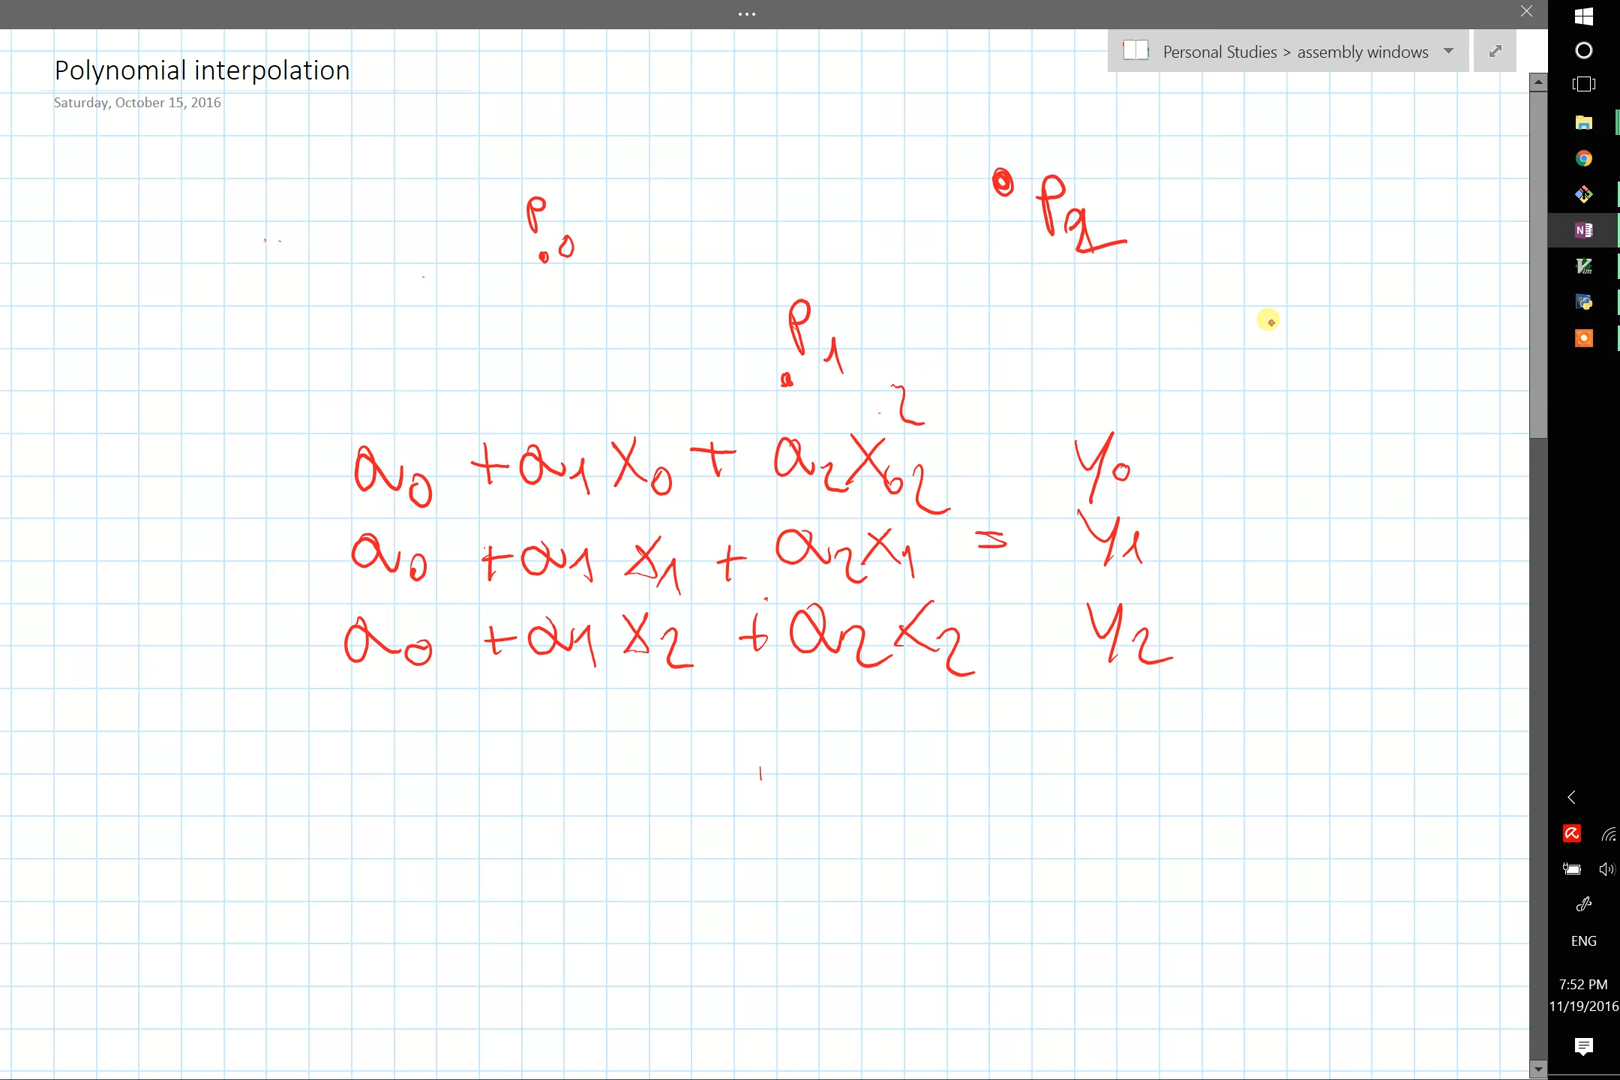 Personal Studies > assembly windows
Polynomial interpolation
Saturday, October 15, 2016
P0
P2
P1
2
a0 + a1 x0 + a2 x02 y0
a0 + a1 x1 + a2 x1 = y1
a0 + a1 x2 + a2 x2 y2
ENG
7:52 PM
11/19/2016